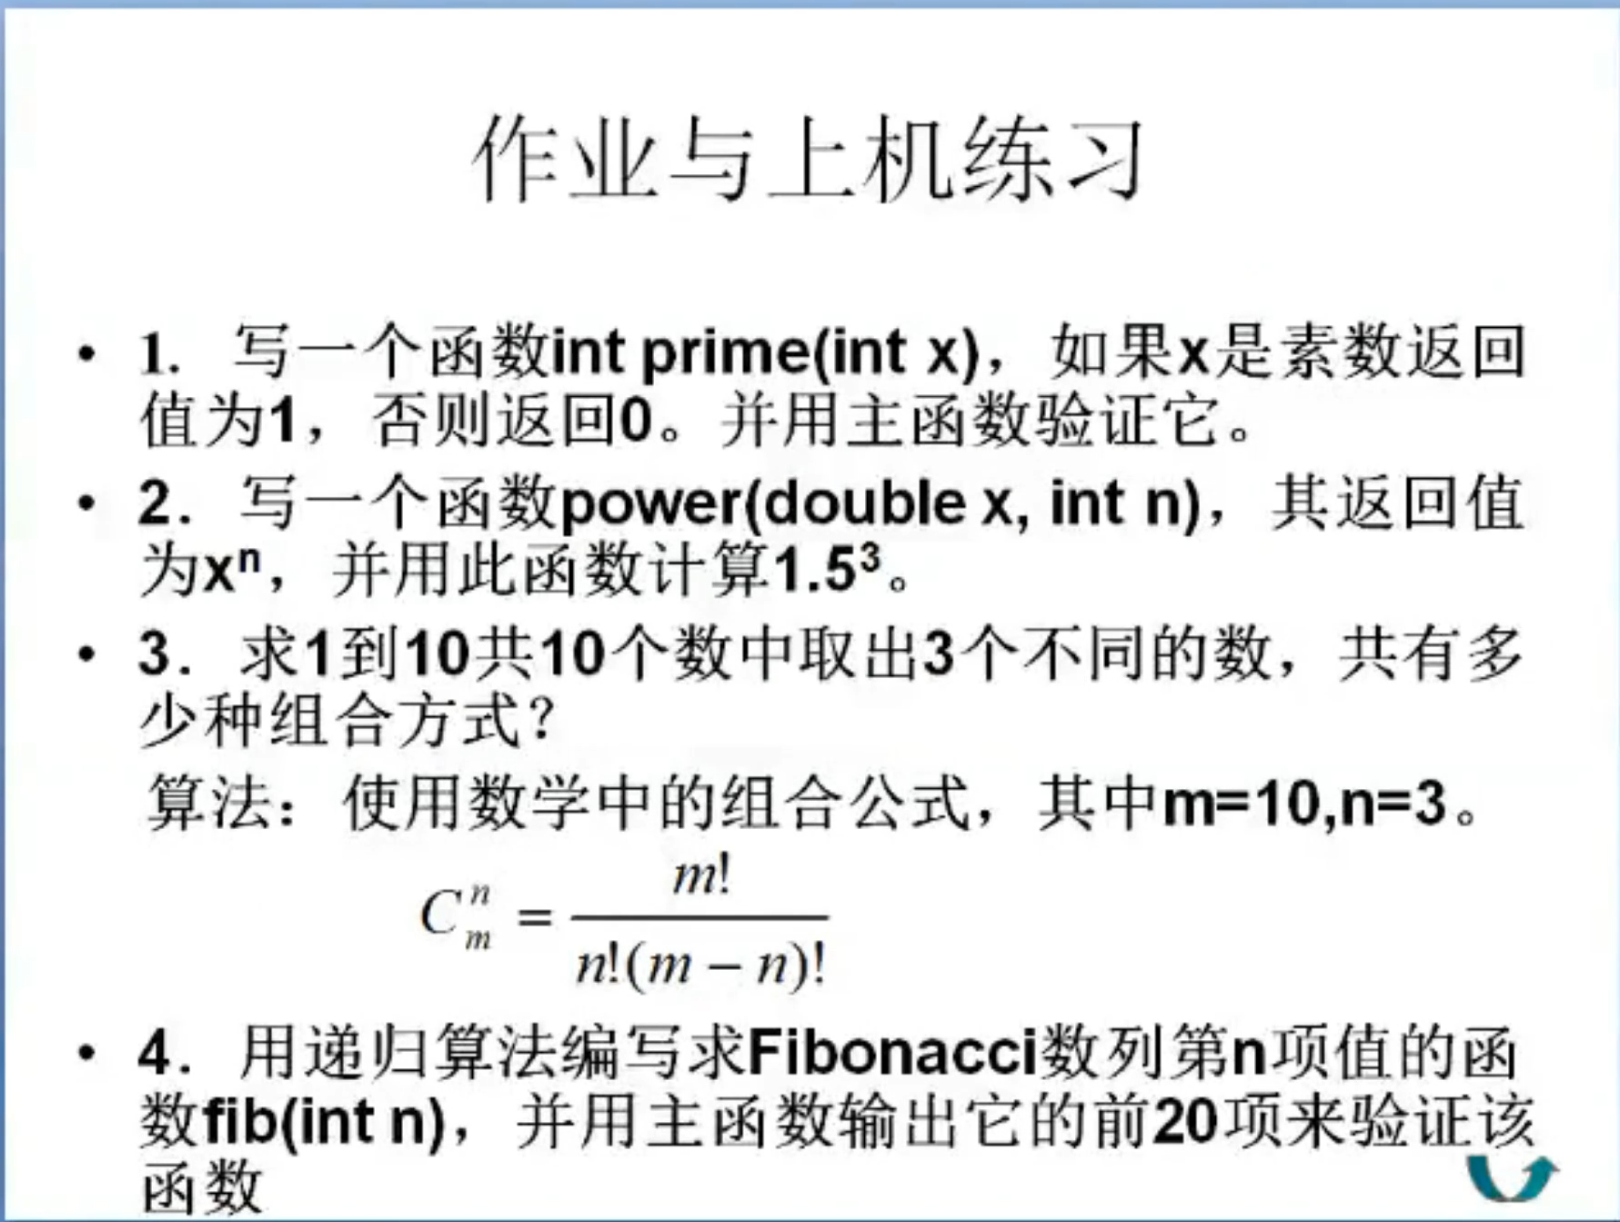 作业与上机练习
• 1. 写一个函数int prime(int x)，如果x是素数返回
值为1，否则返回0。并用主函数验证它。
• 2．写一个函数power(double x, int n)，其返回值
为xⁿ，并用此函数计算1.5³。
• 3．求1到10共10个数中取出3个不同的数，共有多
少种组合方式？
算法：使用数学中的组合公式，其中m=10,n=3。
C_m^n = m! / n!(m − n)!
• 4．用递归算法编写求Fibonacci数列第n项值的函
数fib(int n)，并用主函数输出它的前20项来验证该
函数